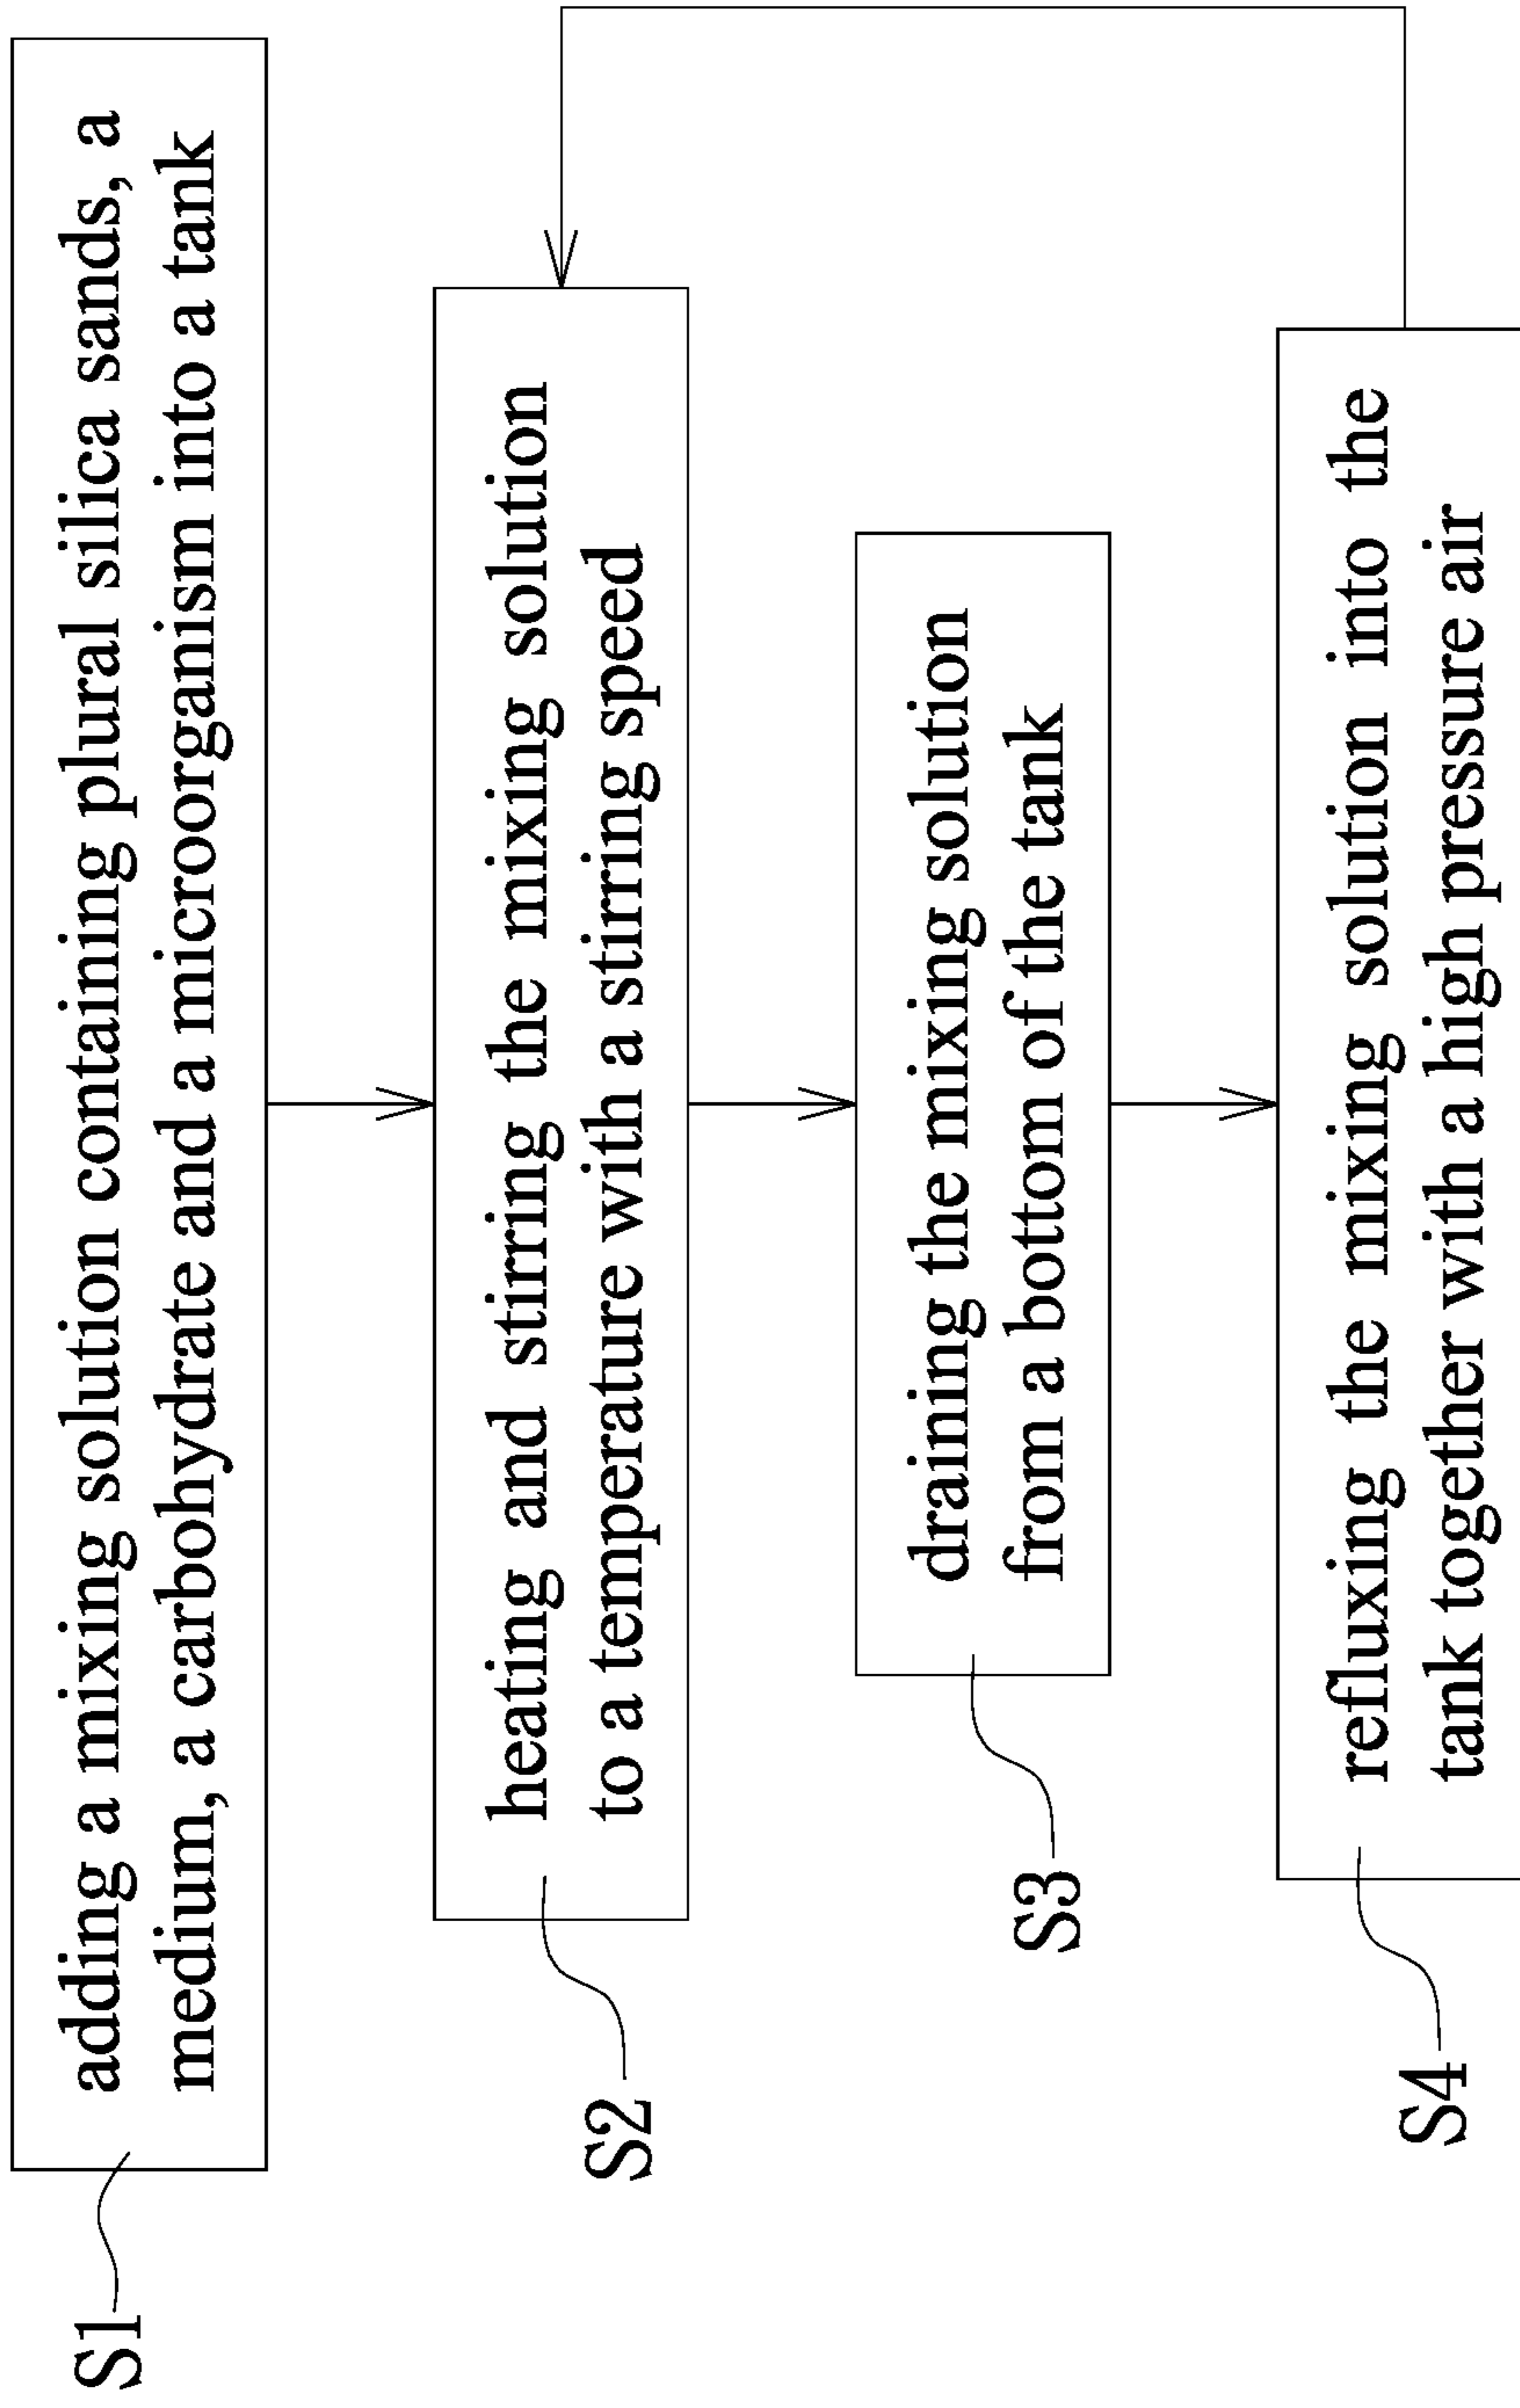 S1
adding a mixing solution containing plural silica sands, a
medium, a carbohydrate and a microorganism into a tank
S2
heating and stirring the mixing solution
to a temperature with a stirring speed
S3
draining the mixing solution
from a bottom of the tank
S4
refluxing the mixing solution into the
tank together with a high pressure air